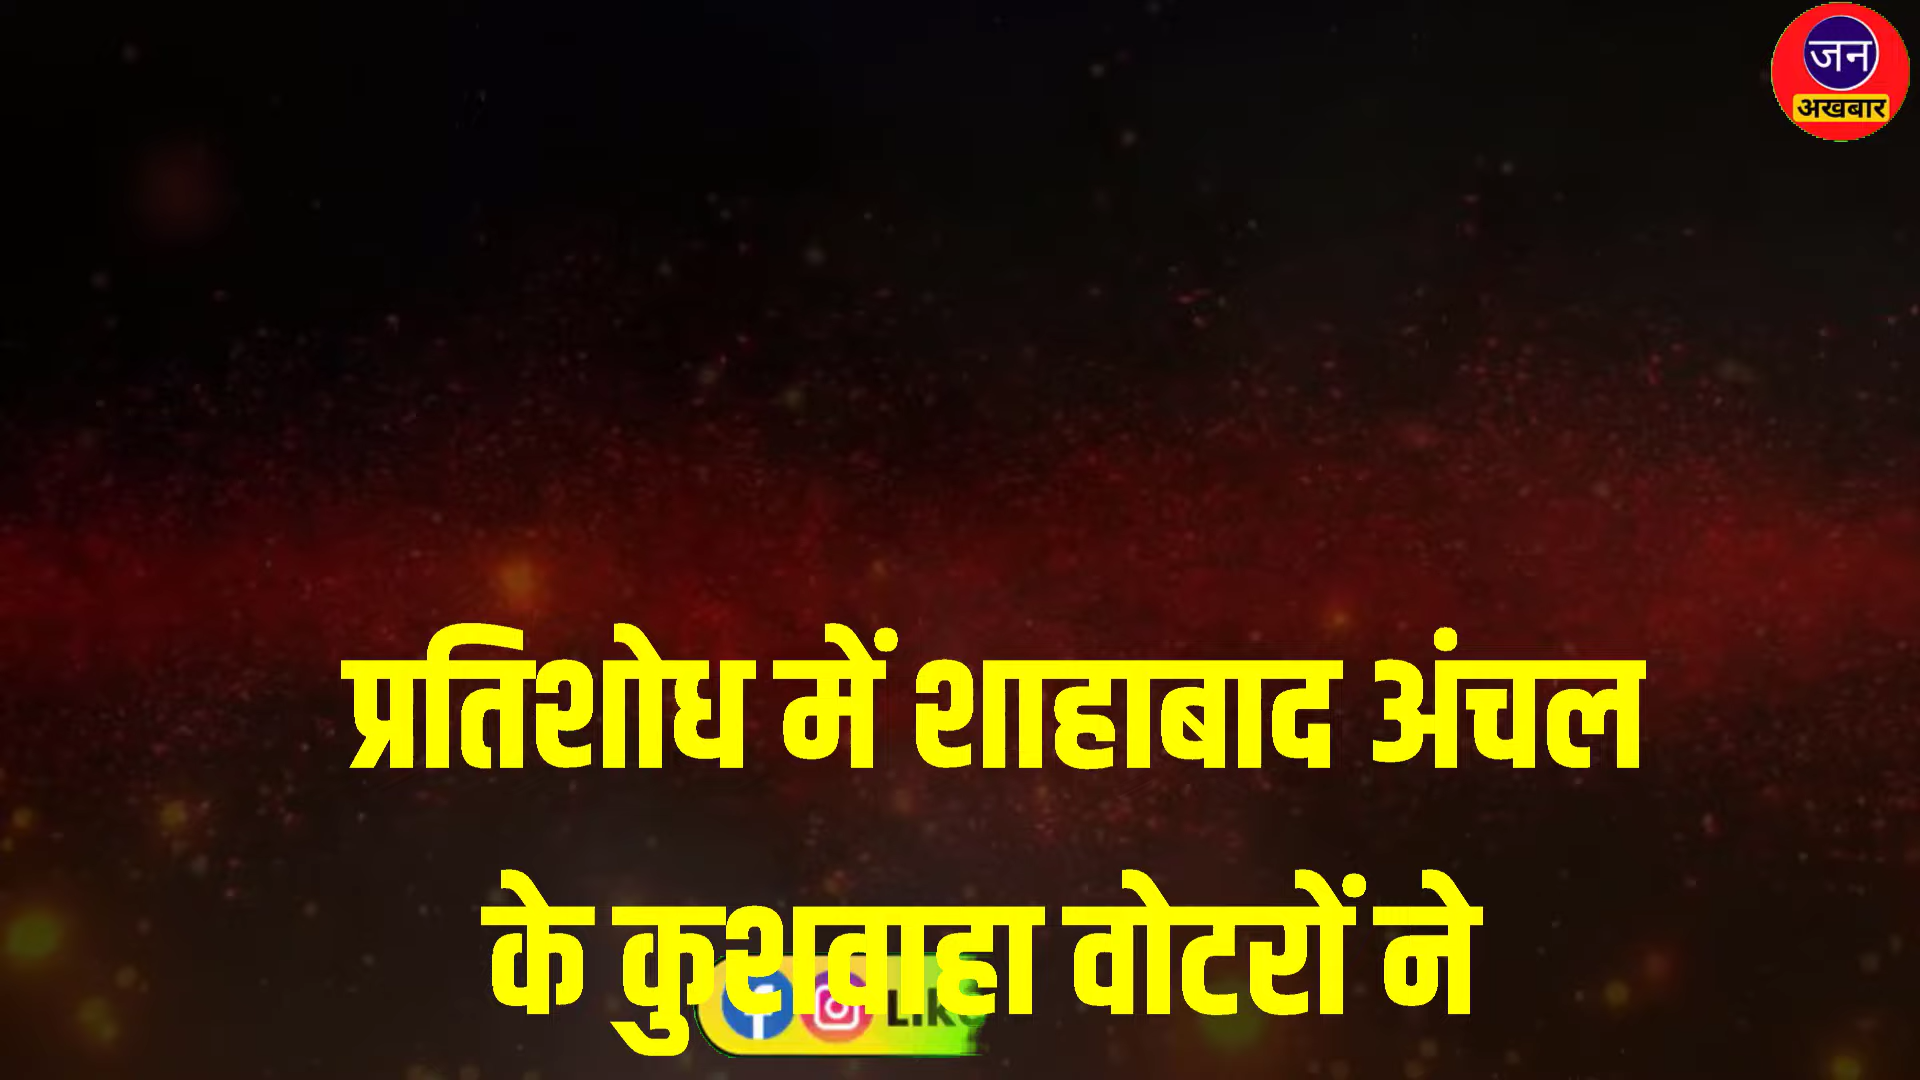 जन
अखबार
प्रतिशोध में शाहाबाद अंचल
के कुशवाहा वोटरों ने